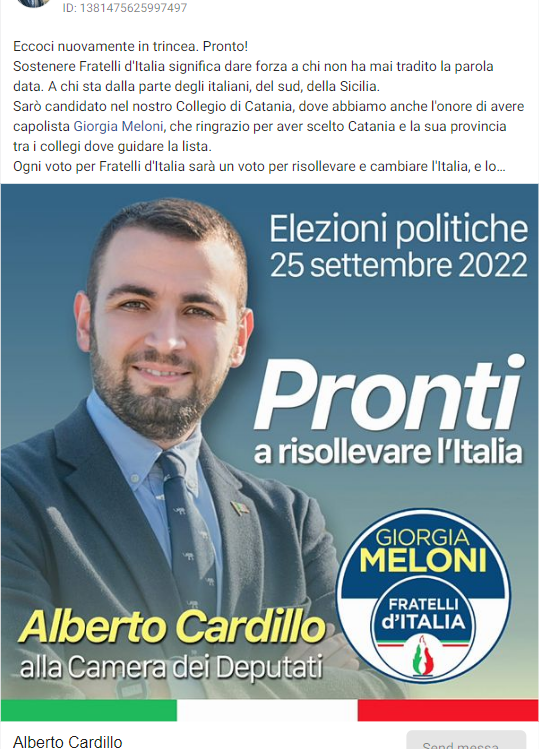 ID: 1381475625997497
Eccoci nuovamente in trincea. Pronto!
Sostenere Fratelli d'Italia significa dare forza a chi non ha mai tradito la parola
data. A chi sta dalla parte degli italiani, del sud, della Sicilia.
Sarò candidato nel nostro Collegio di Catania, dove abbiamo anche l'onore di avere
capolista Giorgia Meloni, che ringrazio per aver scelto Catania e la sua provincia
tra i collegi dove guidare la lista.
Ogni voto per Fratelli d'Italia sarà un voto per risollevare e cambiare l'Italia, e lo...
Elezioni politiche
25 settembre 2022
Pronti
a risollevare l'Italia
GIORGIA
MELONI
FRATELLI
d'ITALIA
Alberto Cardillo
alla Camera dei Deputati
Alberto Cardillo
Send messa